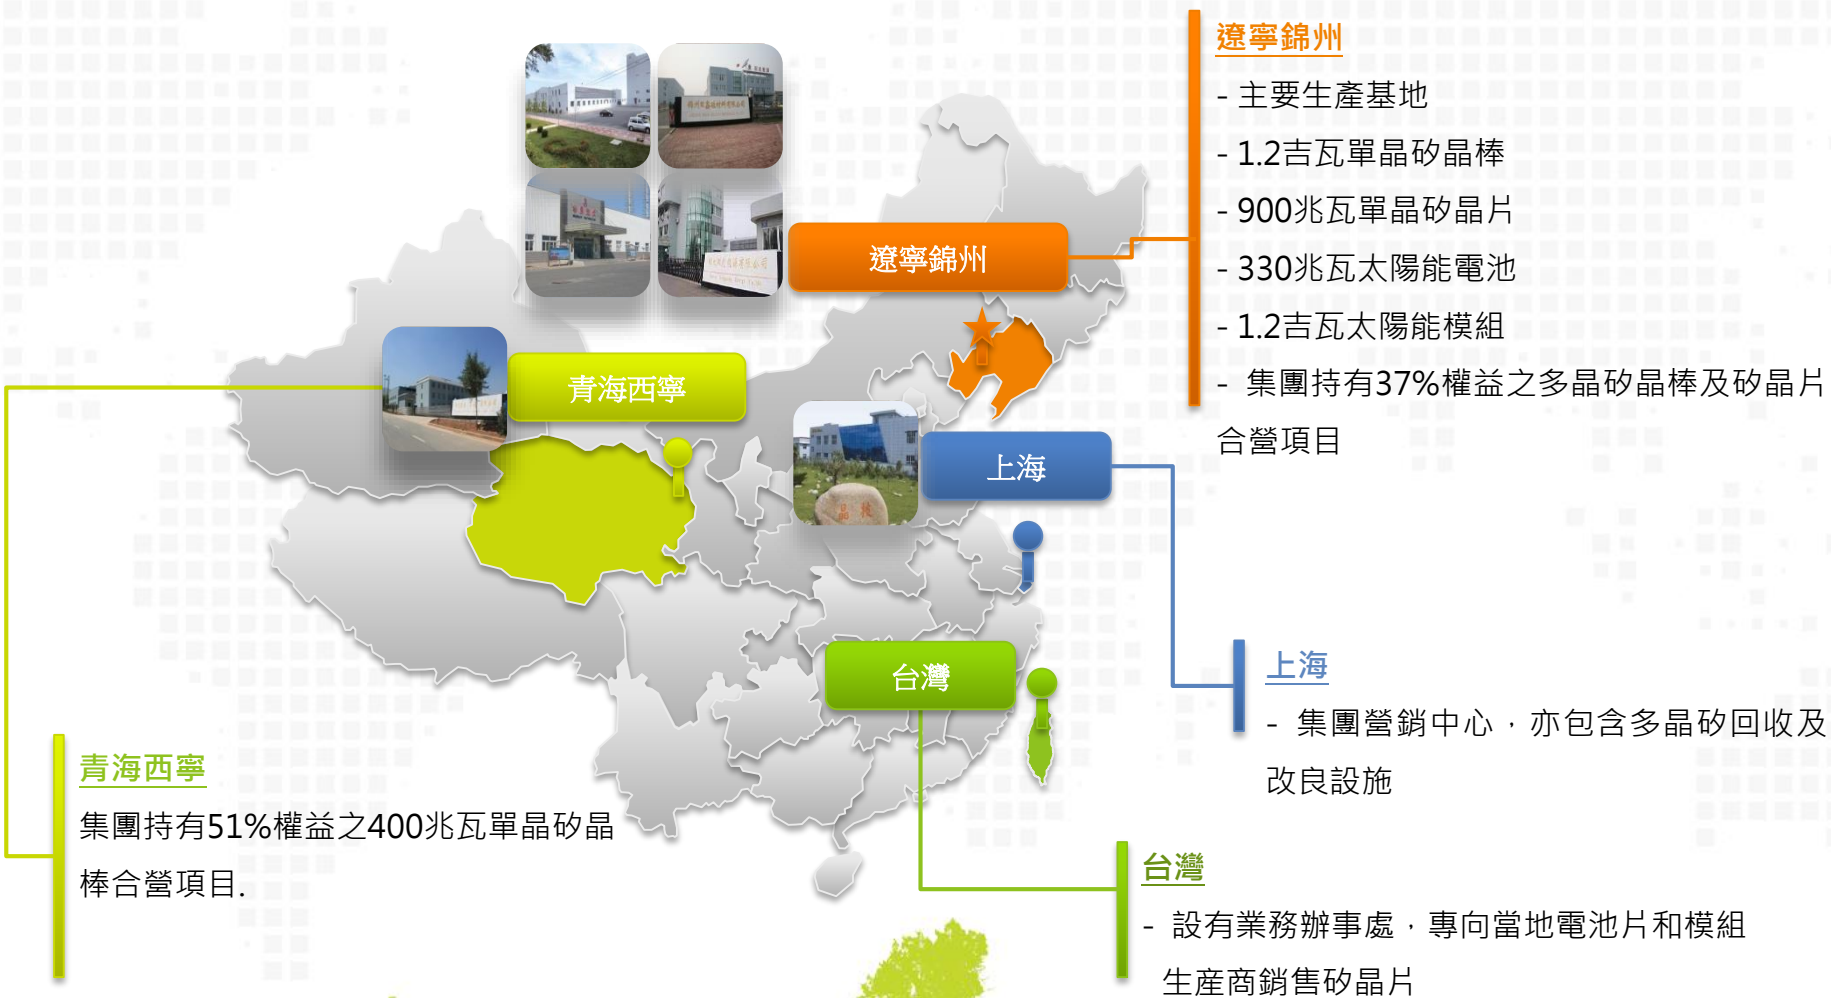 遼寧錦州
- 主要生產基地
- 1.2吉瓦單晶矽晶棒
- 900兆瓦單晶矽晶片
- 330兆瓦太陽能電池
- 1.2吉瓦太陽能模組
- 集團持有37%權益之多晶矽晶棒及矽晶片
合營項目
遼寧錦州
青海西寧
上海
晶技
台灣
上海
- 集團營銷中心，亦包含多晶矽回收及
改良設施
青海西寧
集團持有51%權益之400兆瓦單晶矽晶
棒合營項目.
台灣
- 設有業務辦事處，專向當地電池片和模組
生産商銷售矽晶片